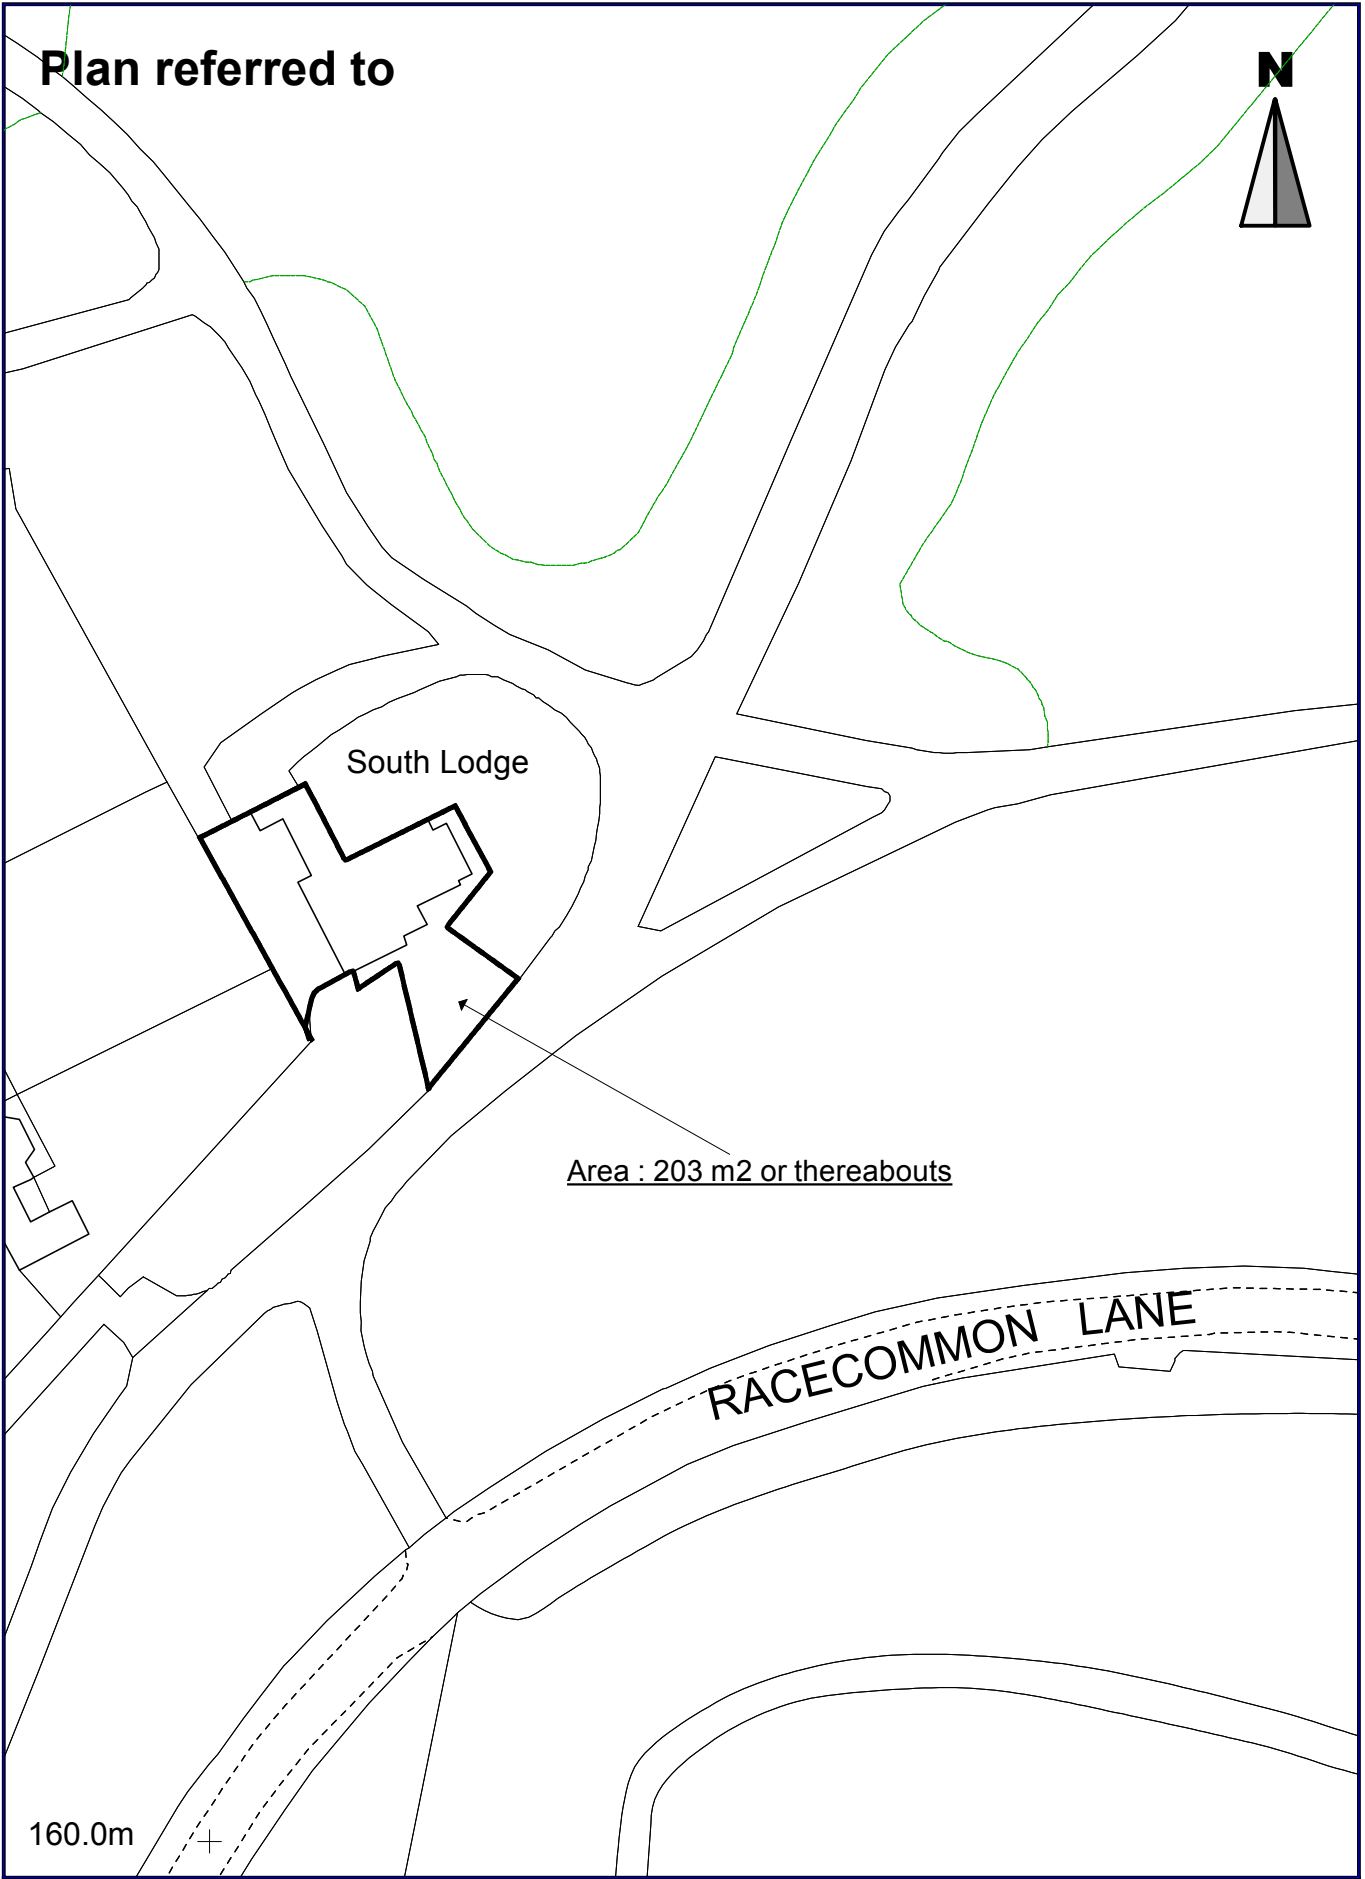 Plan referred to
N
South Lodge
Area : 203 m2 or thereabouts
RACECOMMON LANE
160.0m